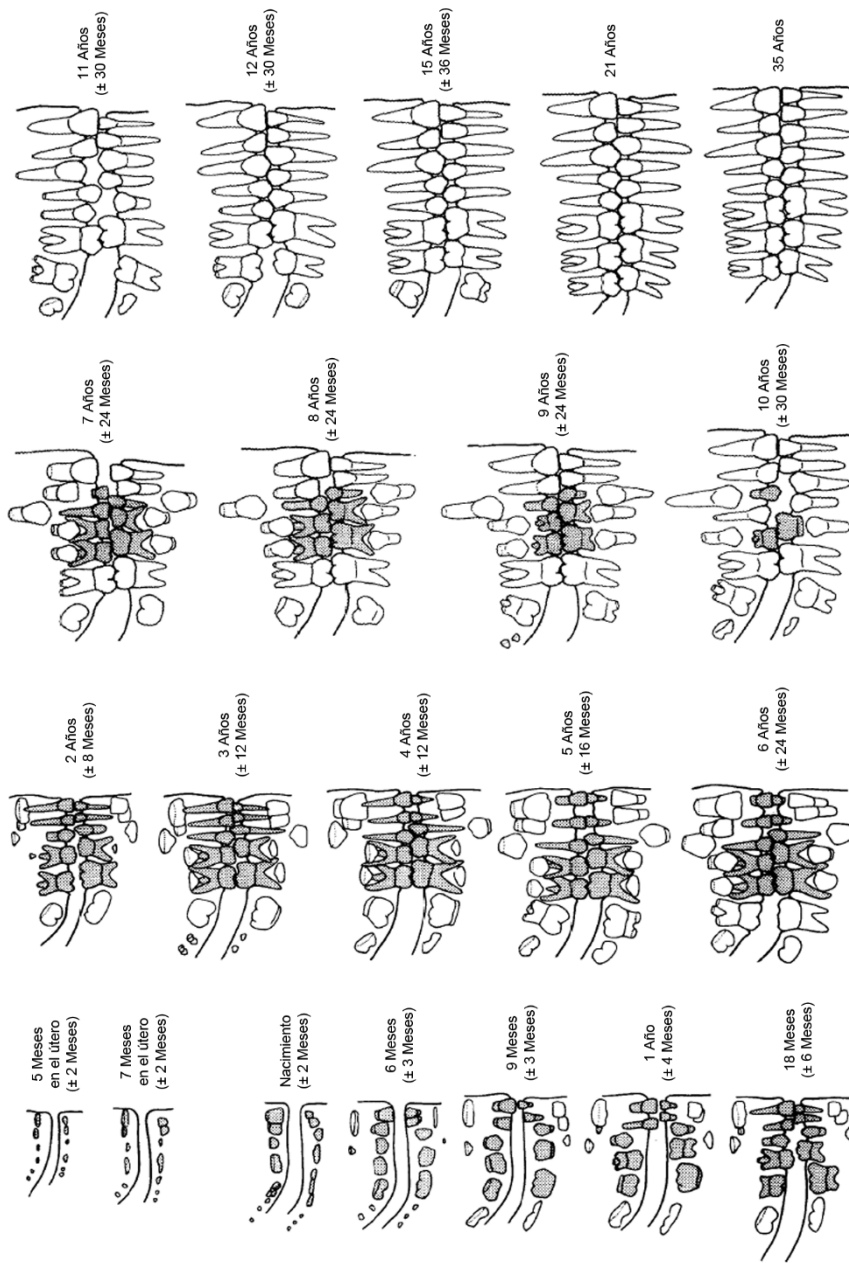 5 Meses
en el útero
(± 2 Meses)
7 Meses
en el útero
(± 2 Meses)
Nacimiento
(± 2 Meses)
6 Meses
(± 3 Meses)
9 Meses
(± 3 Meses)
1 Año
(± 4 Meses)
18 Meses
(± 6 Meses)
2 Años
(± 8 Meses)
3 Años
(± 12 Meses)
4 Años
(± 12 Meses)
5 Años
(± 16 Meses)
6 Años
(± 24 Meses)
7 Años
(± 24 Meses)
8 Años
(± 24 Meses)
9 Años
(± 24 Meses)
10 Años
(± 30 Meses)
11 Años
(± 30 Meses)
12 Años
(± 30 Meses)
15 Años
(± 36 Meses)
21 Años
35 Años